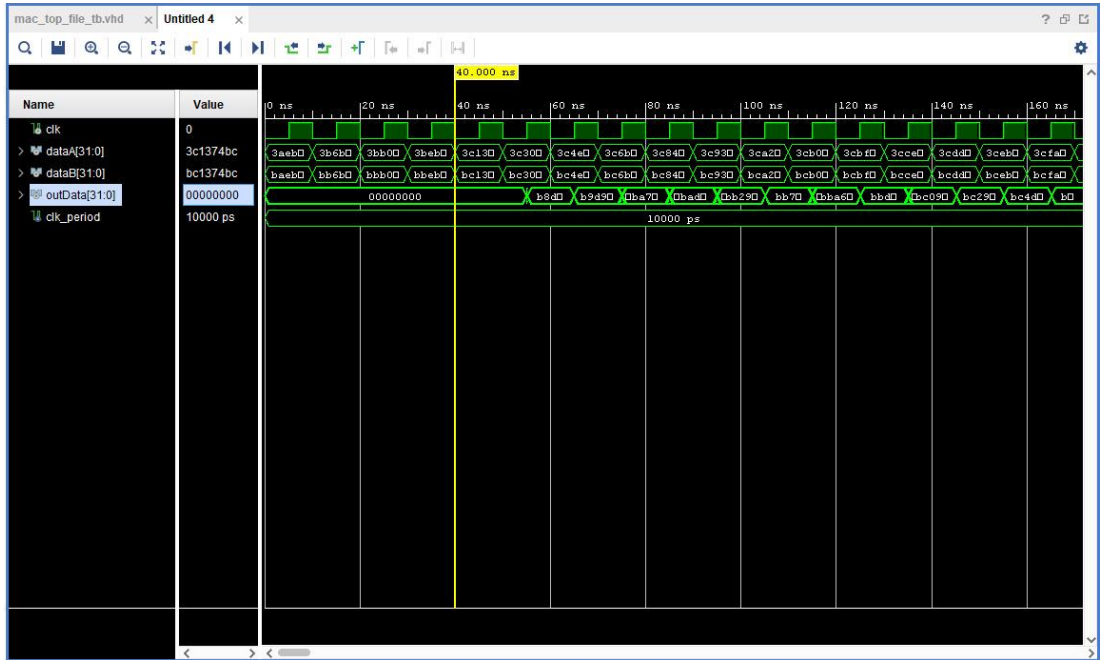 mac_top_file_tb.vhd × Untitled 4 ×
40.000 ns
Name Value 0 ns 20 ns 40 ns 60 ns 80 ns 100 ns 120 ns 140 ns 160 ns
clk 0
dataA[31:0] 3c1374bc 3aeb 3b6b 3bb0 3beb 3c13 3c30 3c4e 3c6b 3c84 3c93 3ca2 3cb0 3cbf 3cce 3cdd 3ceb 3cfa
dataB[31:0] bc1374bc baeb bb6b bbb0 bbeb bc13 bc30 bc4e bc6b bc84 bc93 bca2 bcb0 bcbf bcce bcdd bceb bcfa
outData[31:0] 00000000 00000000 b8d b9d9 ba7 bad bb29 bb7 bba6 bbd bc09 bc29 bc4d b
clk_period 10000 ps 10000 ps